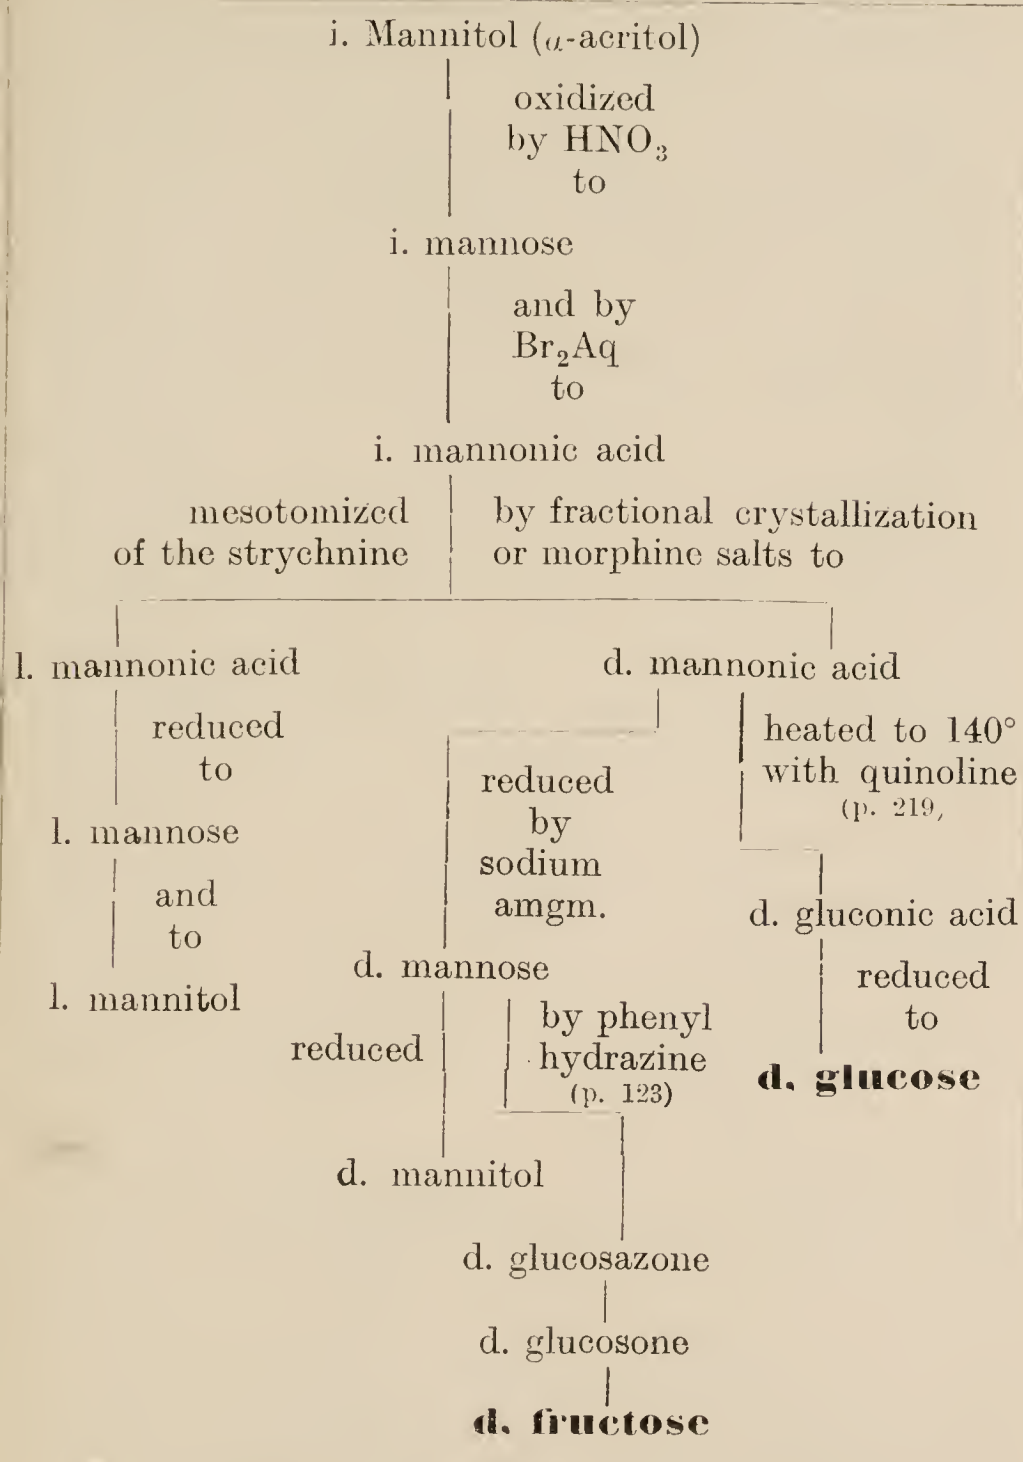 i. Mannitol (α-acritol)
oxidized
by HNO₃
to
i. mannose
and by
Br₂Aq
to
i. mannonic acid
mesotomized
of the strychnine
by fractional crystallization
or morphine salts to
l. mannonic acid
reduced
to
l. mannose
and
to
l. mannitol
d. mannonic acid
reduced
by
sodium
amgm.
d. mannose
reduced
d. mannitol
by phenyl
hydrazine
(p. 123)
d. glucosazone
d. glucosone
d. fructose
heated to 140°
with quinoline
(p. 219,
d. gluconic acid
reduced
to
d. glucose